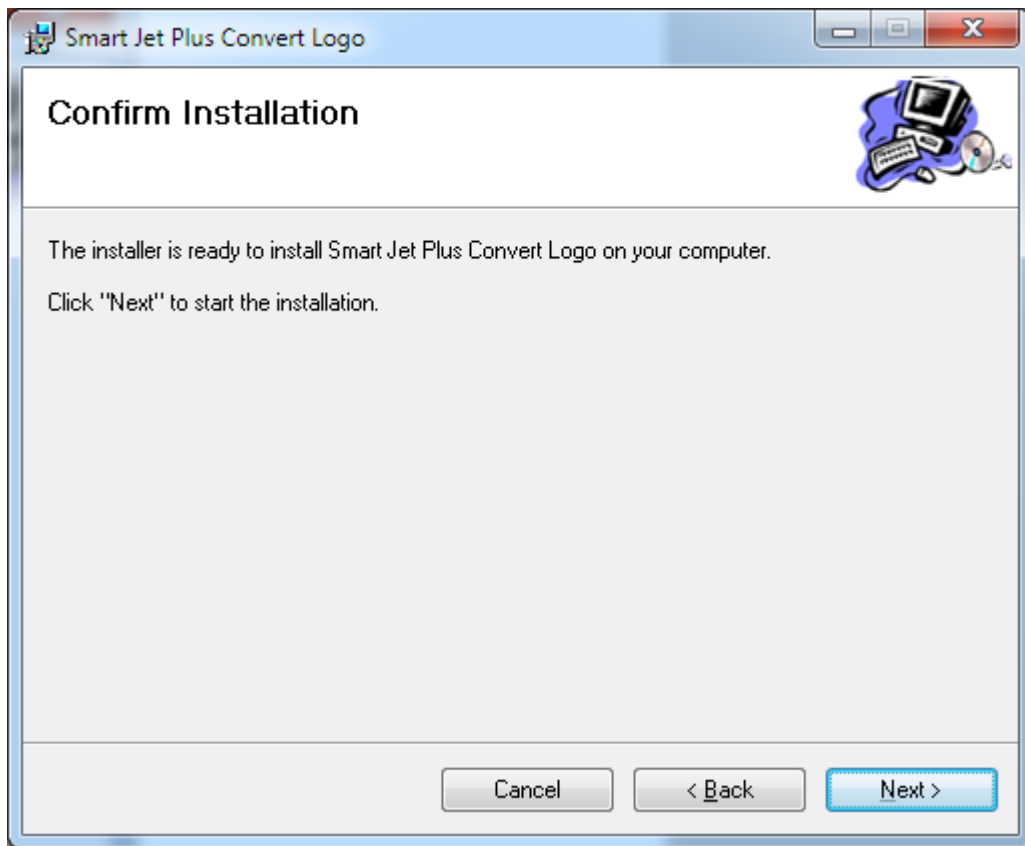 Smart Jet Plus Convert Logo
Confirm Installation
The installer is ready to install Smart Jet Plus Convert Logo on your computer.
Click "Next" to start the installation.
Cancel
< Back
Next >